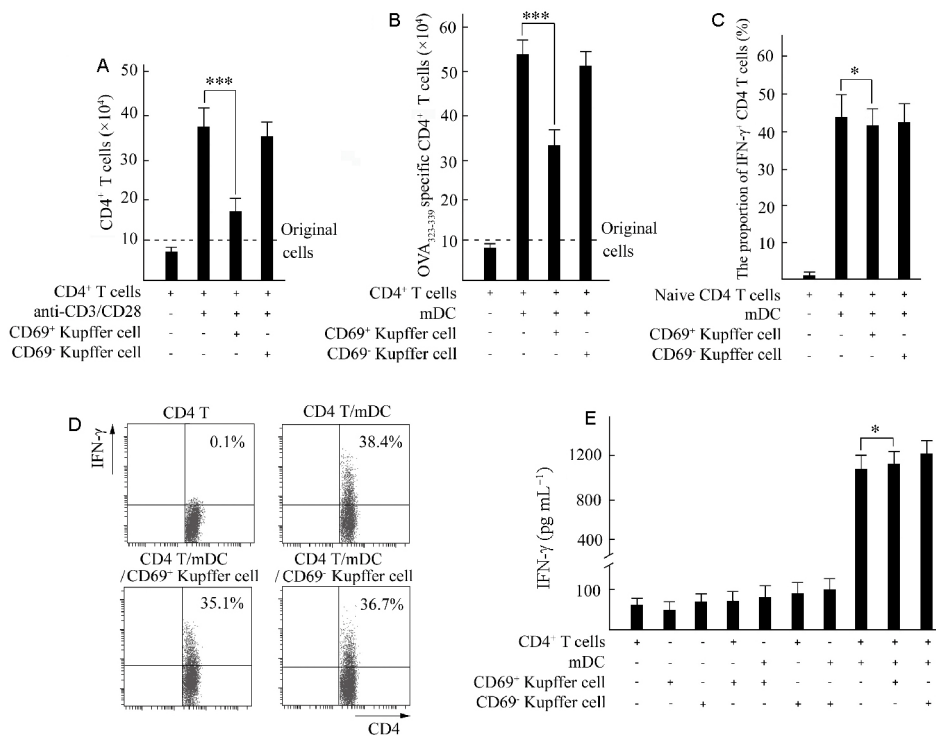 A
CD4⁺ T cells (×10⁴)
50
40
30
20
10
***
Original
cells
CD4⁺ T cells + + + +
anti-CD3/CD28 - + + +
CD69⁺ Kupffer cell - - + -
CD69⁻ Kupffer cell - - - +
B
OVA₃₂₃₋₃₃₉ specific CD4⁺ T cells (×10⁴)
60
50
40
30
20
10
***
Original
cells
CD4⁺ T cells + + + +
mDC - + + +
CD69⁺ Kupffer cell - - + -
CD69⁻ Kupffer cell - - - +
C
The proportion of IFN-γ⁺ CD4 T cells (%)
60
50
40
30
20
10
*
Naive CD4 T cells + + + +
mDC - + + +
CD69⁺ Kupffer cell - - + -
CD69⁻ Kupffer cell - - - +
D
IFN-γ
CD4 T
0.1%
CD4 T/mDC
38.4%
CD4 T/mDC
/CD69⁺ Kupffer cell
35.1%
CD4 T/mDC
/CD69⁻ Kupffer cell
36.7%
CD4
E
IFN-γ (pg mL⁻¹)
1200
800
400
100
*
CD4⁺ T cells + - - + - + - + + +
mDC - - - - + - + + + +
CD69⁺ Kupffer cell - + - + + - - - + -
CD69⁻ Kupffer cell - - + - - + + - - +